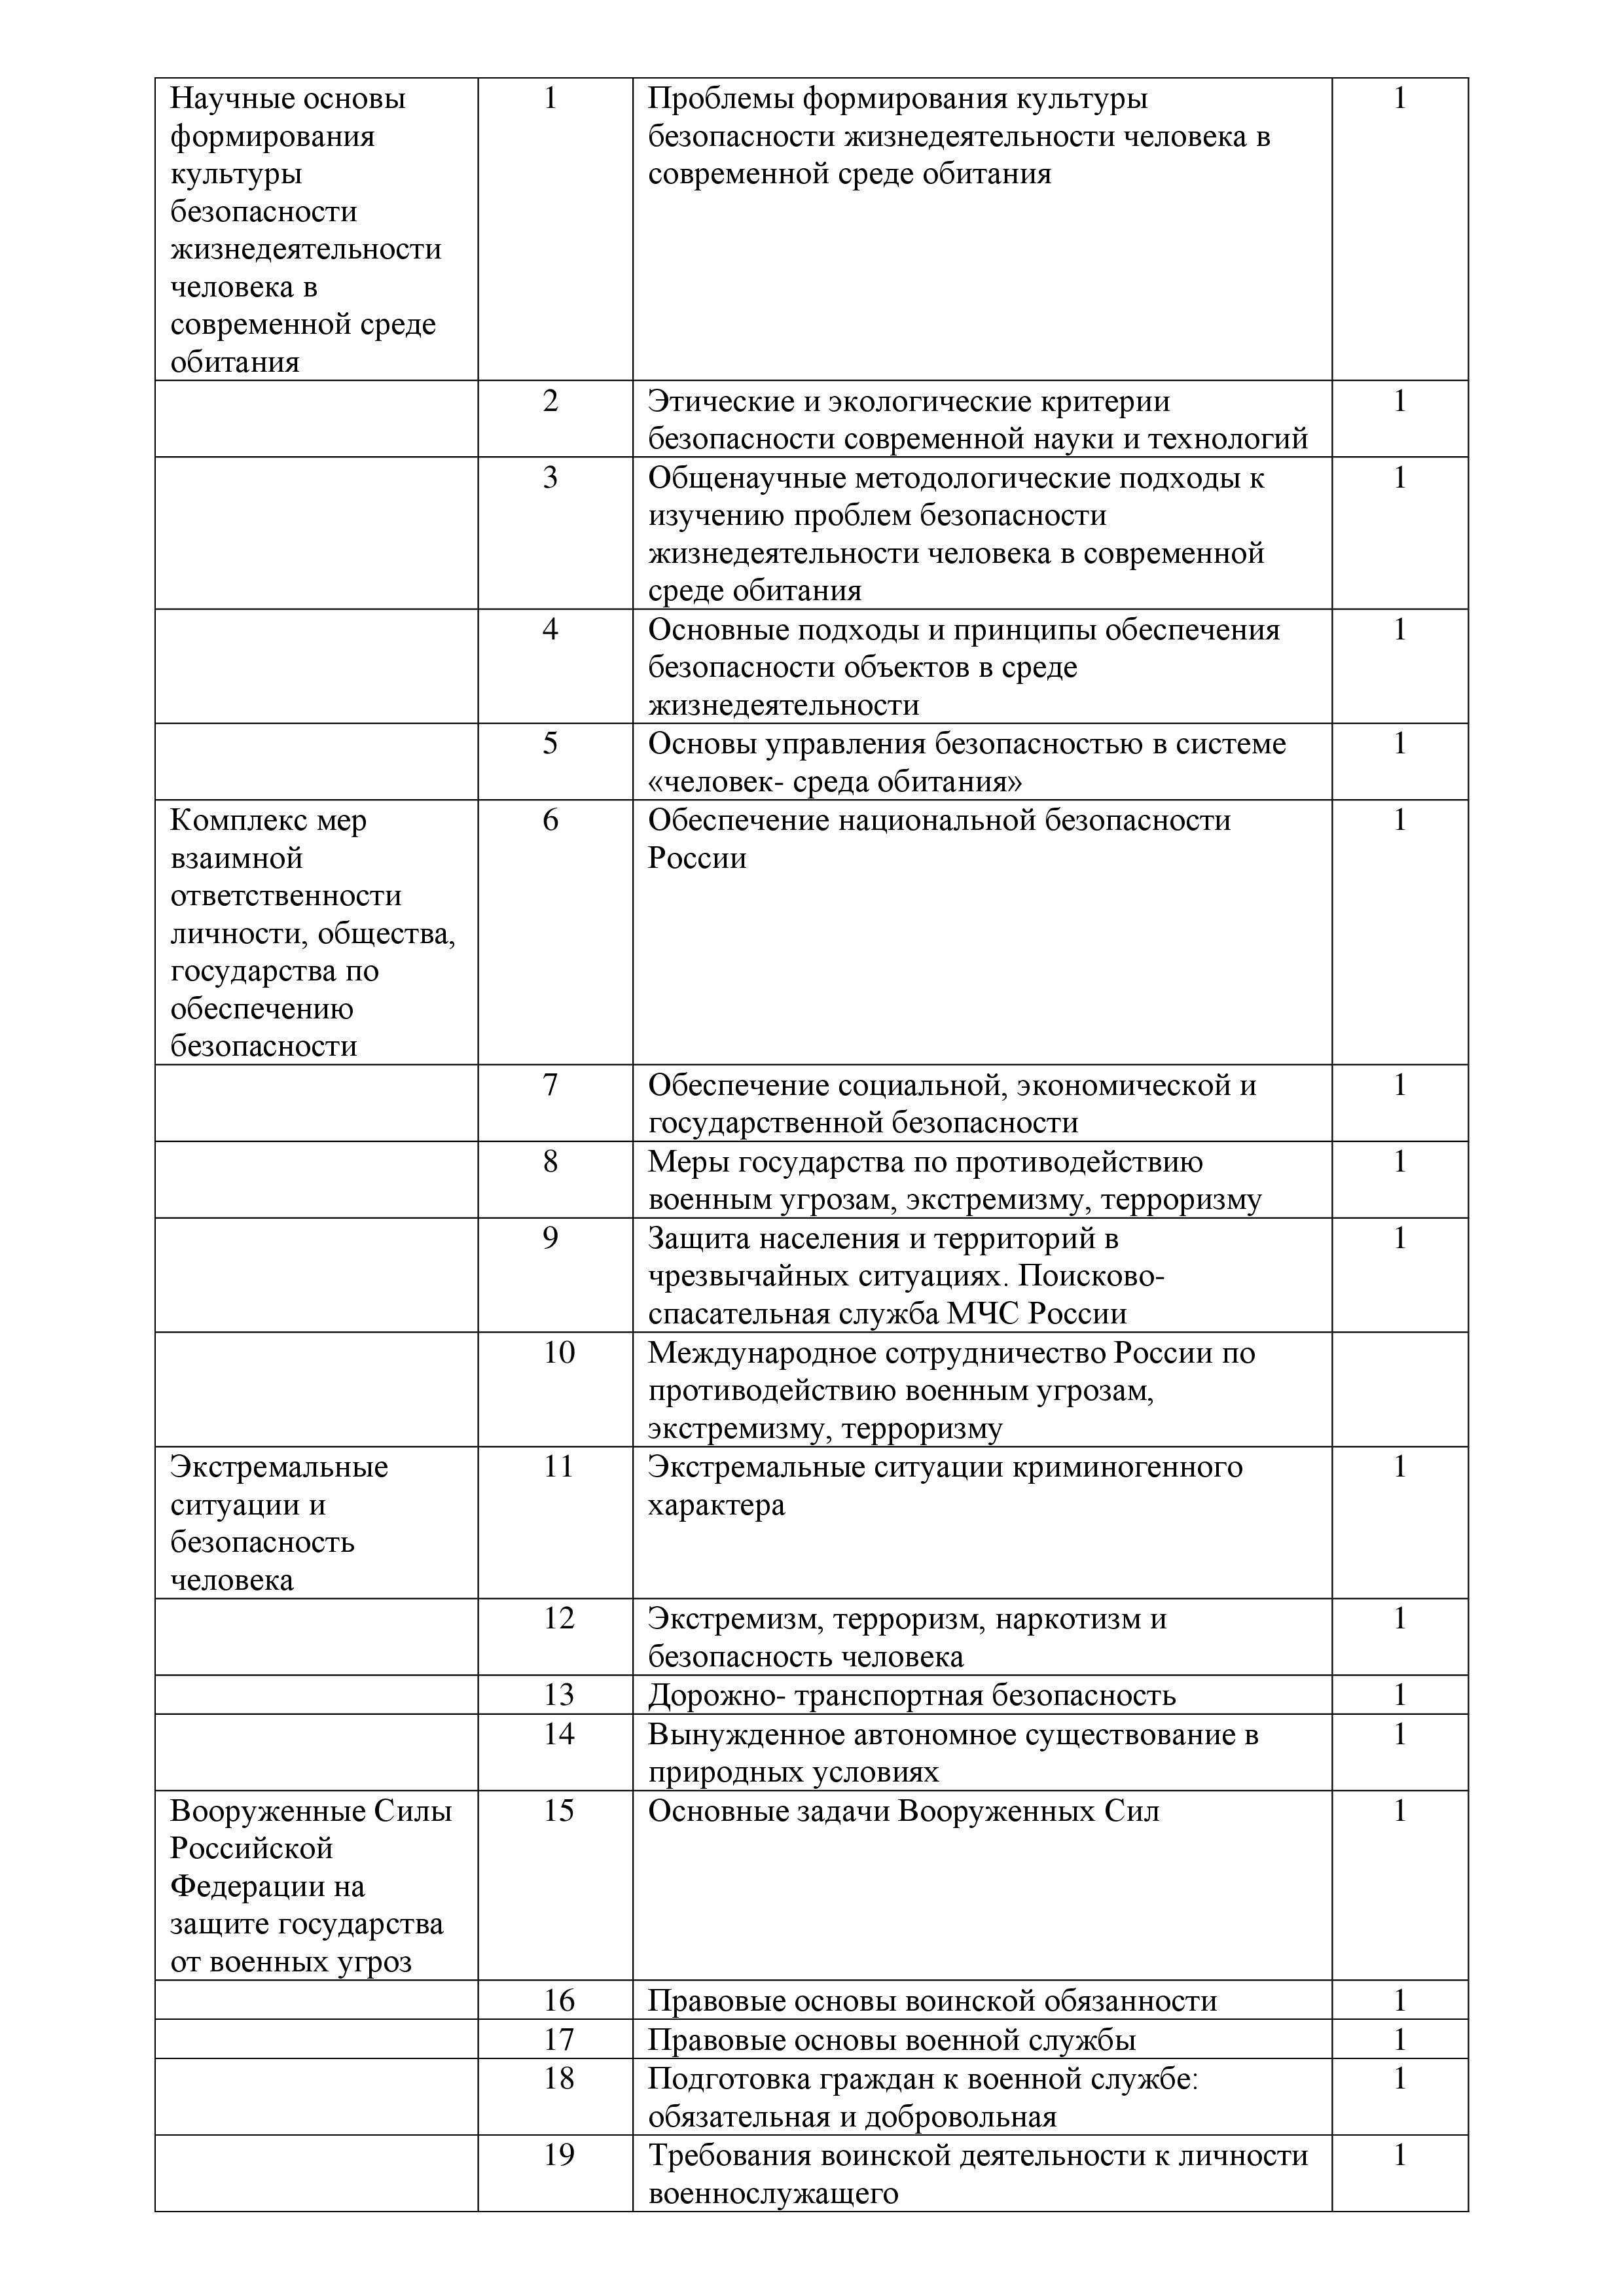 Научные основы
формирования
культуры
безопасности
жизнедеятельности
человека в
современной среде
обитания
1
Проблемы формирования культуры
безопасности жизнедеятельности человека в
современной среде обитания
1
2
Этические и экологические критерии
безопасности современной науки и технологий
1
3
Общенаучные методологические подходы к
изучению проблем безопасности
жизнедеятельности человека в современной
среде обитания
1
4
Основные подходы и принципы обеспечения
безопасности объектов в среде
жизнедеятельности
1
5
Основы управления безопасностью в системе
«человек- среда обитания»
1
Комплекс мер
взаимной
ответственности
личности, общества,
государства по
обеспечению
безопасности
6
Обеспечение национальной безопасности
России
1
7
Обеспечение социальной, экономической и
государственной безопасности
1
8
Меры государства по противодействию
военным угрозам, экстремизму, терроризму
1
9
Защита населения и территорий в
чрезвычайных ситуациях. Поисково-
спасательная служба МЧС России
1
10
Международное сотрудничество России по
противодействию военным угрозам,
экстремизму, терроризму
Экстремальные
ситуации и
безопасность
человека
11
Экстремальные ситуации криминогенного
характера
1
12
Экстремизм, терроризм, наркотизм и
безопасность человека
1
13
Дорожно- транспортная безопасность
1
14
Вынужденное автономное существование в
природных условиях
1
Вооруженные Силы
Российской
Федерации на
защите государства
от военных угроз
15
Основные задачи Вооруженных Сил
1
16
Правовые основы воинской обязанности
1
17
Правовые основы военной службы
1
18
Подготовка граждан к военной службе:
обязательная и добровольная
1
19
Требования воинской деятельности к личности
военнослужащего
1